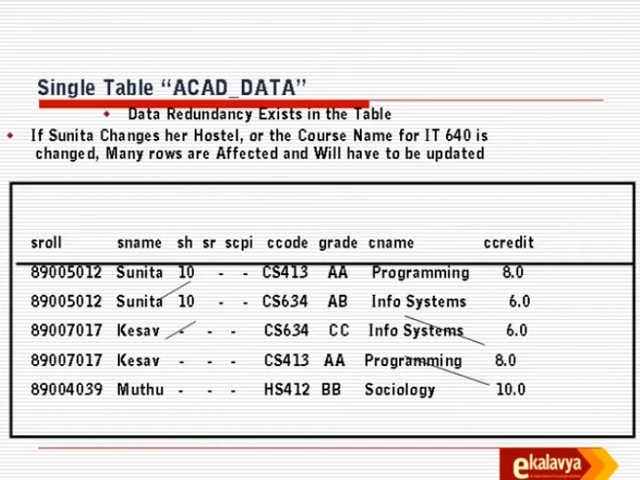 Single Table “ACAD_DATA”
Data Redundancy Exists in the Table
If Sunita Changes her Hostel, or the Course Name for IT 640 is
changed, Many rows are Affected and Will have to be updated
sroll sname sh sr scpi ccode grade cname ccredit
89005012 Sunita 10 - - CS413 AA Programming 8.0
89005012 Sunita 10 - - CS634 AB Info Systems 6.0
89007017 Kesav - - - CS634 CC Info Systems 6.0
89007017 Kesav - - - CS413 AA Programming 8.0
89004039 Muthu - - - HS412 BB Sociology 10.0
ekalavya